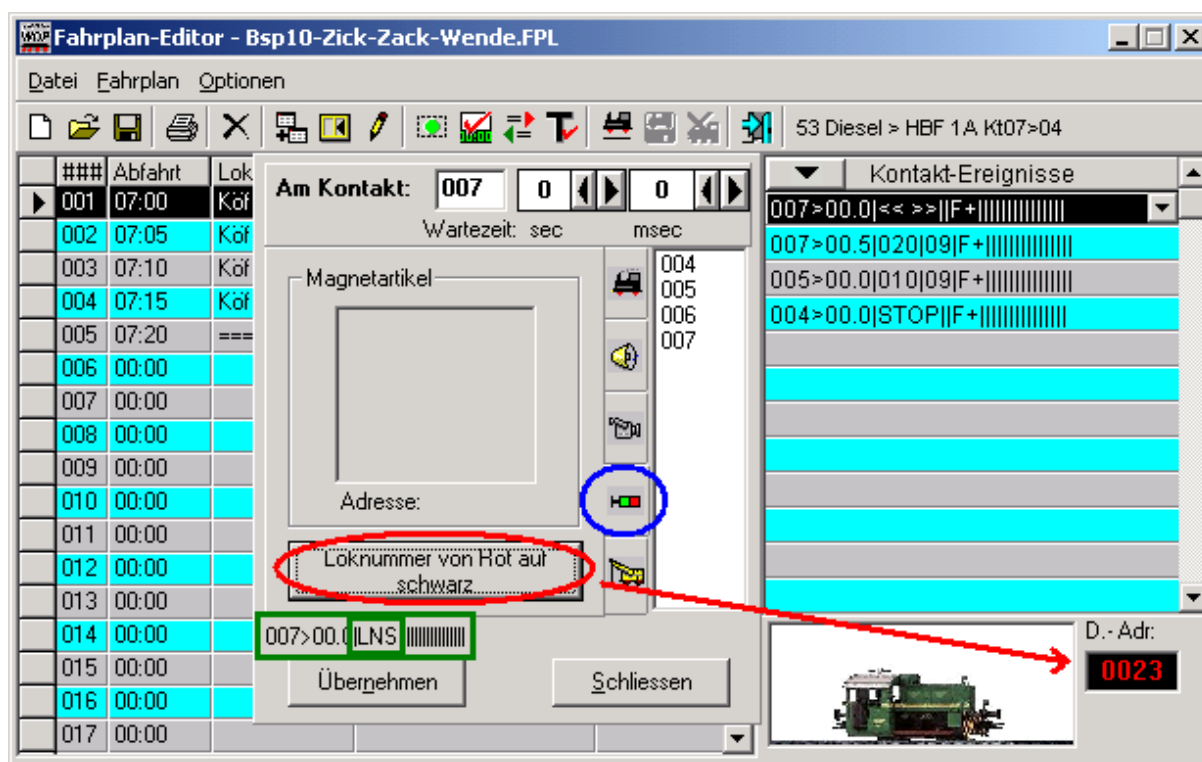 Fahrplan-Editor - Bsp10-Zick-Zack-Wende.FPL
Datei Fahrplan Optionen
53 Diesel > HBF 1A Kt07>04
### Abfahrt Lok
001 07:00 Köf
002 07:05 Köf
003 07:10 Köf
004 07:15 Köf
005 07:20 ===
006 00:00
007 00:00
008 00:00
009 00:00
010 00:00
011 00:00
012 00:00
013 00:00
014 00:00
015 00:00
016 00:00
017 00:00
Am Kontakt: 007 0 0
Wartezeit: sec msec
Magnetartikel
Adresse:
004
005
006
007
Loknummer von Rot auf
schwarz
007>00.0|LNS ||||||||||||
Übernehmen Schliessen
Kontakt-Ereignisse
007>00.0|<< >>||F+||||||||||||||
007>00.5|020|09|F+||||||||||||||
005>00.0|010|09|F+||||||||||||||
004>00.0|STOP||F+||||||||||||||
D.- Adr:
0023